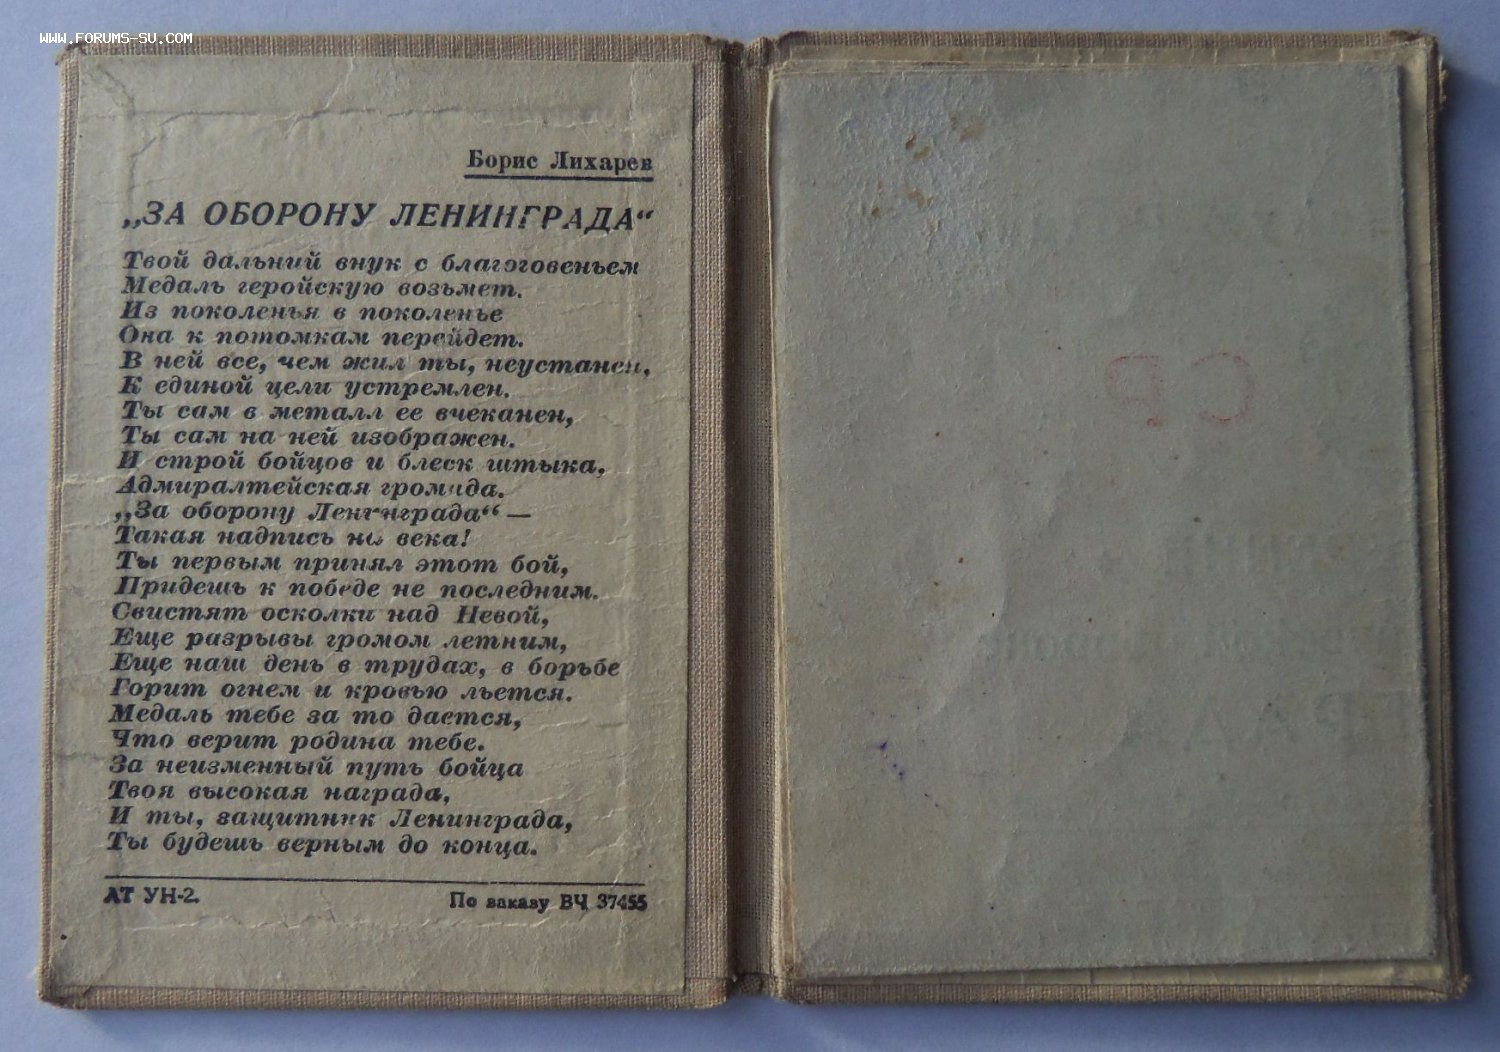 WWW.FORUMS-SU.COM
Борис Лихарев
„ЗА ОБОРОНУ ЛЕНИНГРАДА“
Твой дальний внук с благоговеньем
Медаль геройскую возьмет.
Из поколенья в поколенье
Она к потомкам перейдет.
В ней все, чем жил ты, неустанен,
К единой цели устремлен.
Ты сам в металл ее вчеканен,
Ты сам на ней изображен.
И строй бойцов и блеск штыка,
Адмиралтейская громада.
„За оборону Ленинграда“ —
Такая надпись на века!
Ты первым принял этот бой,
Придешь к победе не последним.
Свистят осколки над Невой,
Еще разрывы громом летним,
Еще наш день в трудах, в борьбе
Горит огнем и кровью льется.
Медаль тебе за то дается,
Что верит родина тебе.
За неизменный путь бойца
Твоя высокая награда,
И ты, защитник Ленинграда,
Ты будешь верным до конца.
АТ УН-2. По заказу ВЧ 37455